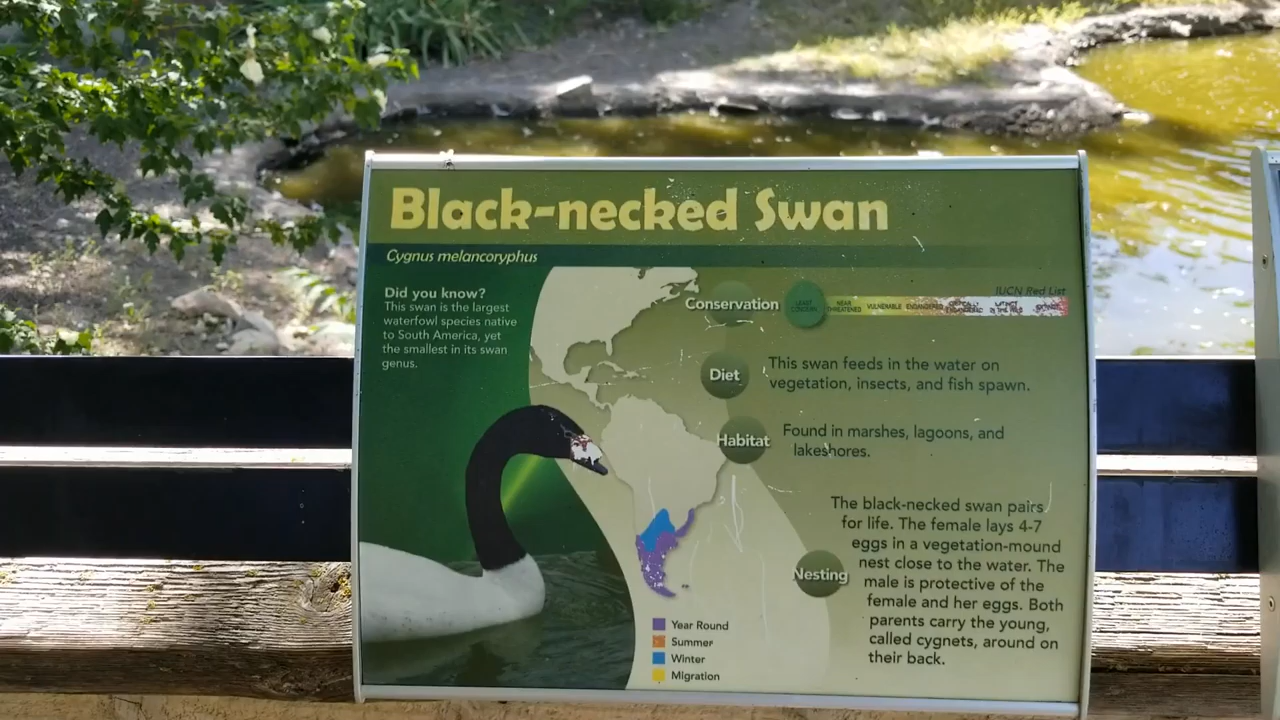 Black-necked Swan
Cygnus melancoryphus
Did you know?
This swan is the largest
waterfowl species native
to South America, yet
the smallest in its swan
genus.
IUCN Red List
Conservation
LEAST
CONCERN
NEAR
THREATENED
VULNERABLE
ENDANGERED
Diet
This swan feeds in the water on
vegetation, insects, and fish spawn.
Habitat
Found in marshes, lagoons, and
lakeshores.
Nesting
The black-necked swan pairs
for life. The female lays 4-7
eggs in a vegetation-mound
nest close to the water. The
male is protective of the
female and her eggs. Both
parents carry the young,
called cygnets, around on
their back.
Year Round
Summer
Winter
Migration